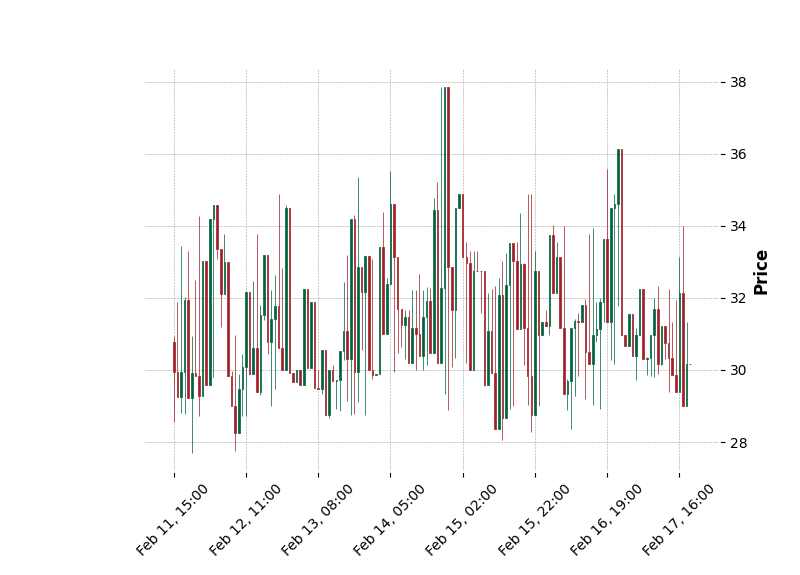 38
36
34
32
30
28
Price
Feb 11, 15:00
Feb 12, 11:00
Feb 13, 08:00
Feb 14, 05:00
Feb 15, 02:00
Feb 15, 22:00
Feb 16, 19:00
Feb 17, 16:00